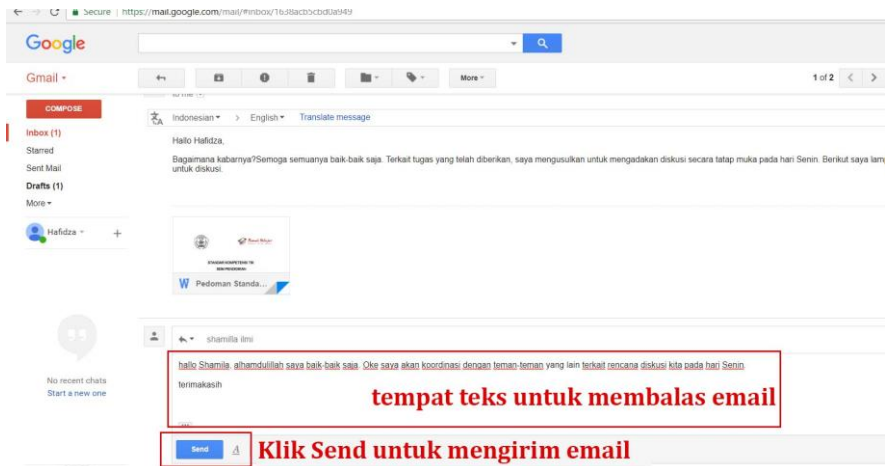 Secure | https://mail.google.com/mail/#inbox/1638acb5cbd0a949
Google
Gmail
More
1 of 2
COMPOSE
to me
Indonesian > English Translate message
Inbox (1)
Starred
Sent Mail
Drafts (1)
More
Hallo Hafidza,
Bagaimana kabarnya?Semoga semuanya baik-baik saja. Terkait tugas yang telah diberikan, saya mengusulkan untuk mengadakan diskusi secara tatap muka pada hari Senin. Berikut saya lam
untuk diskusi.
Hafidza
W Pedoman Standa...
shamilla ilmi
hallo Shamila, alhamdulillah saya baik-baik saja. Oke saya akan koordinasi dengan teman-teman yang lain terkait rencana diskusi kita pada hari Senin.
terimakasih
No recent chats
Start a new one
tempat teks untuk membalas email
Send A
Klik Send untuk mengirim email